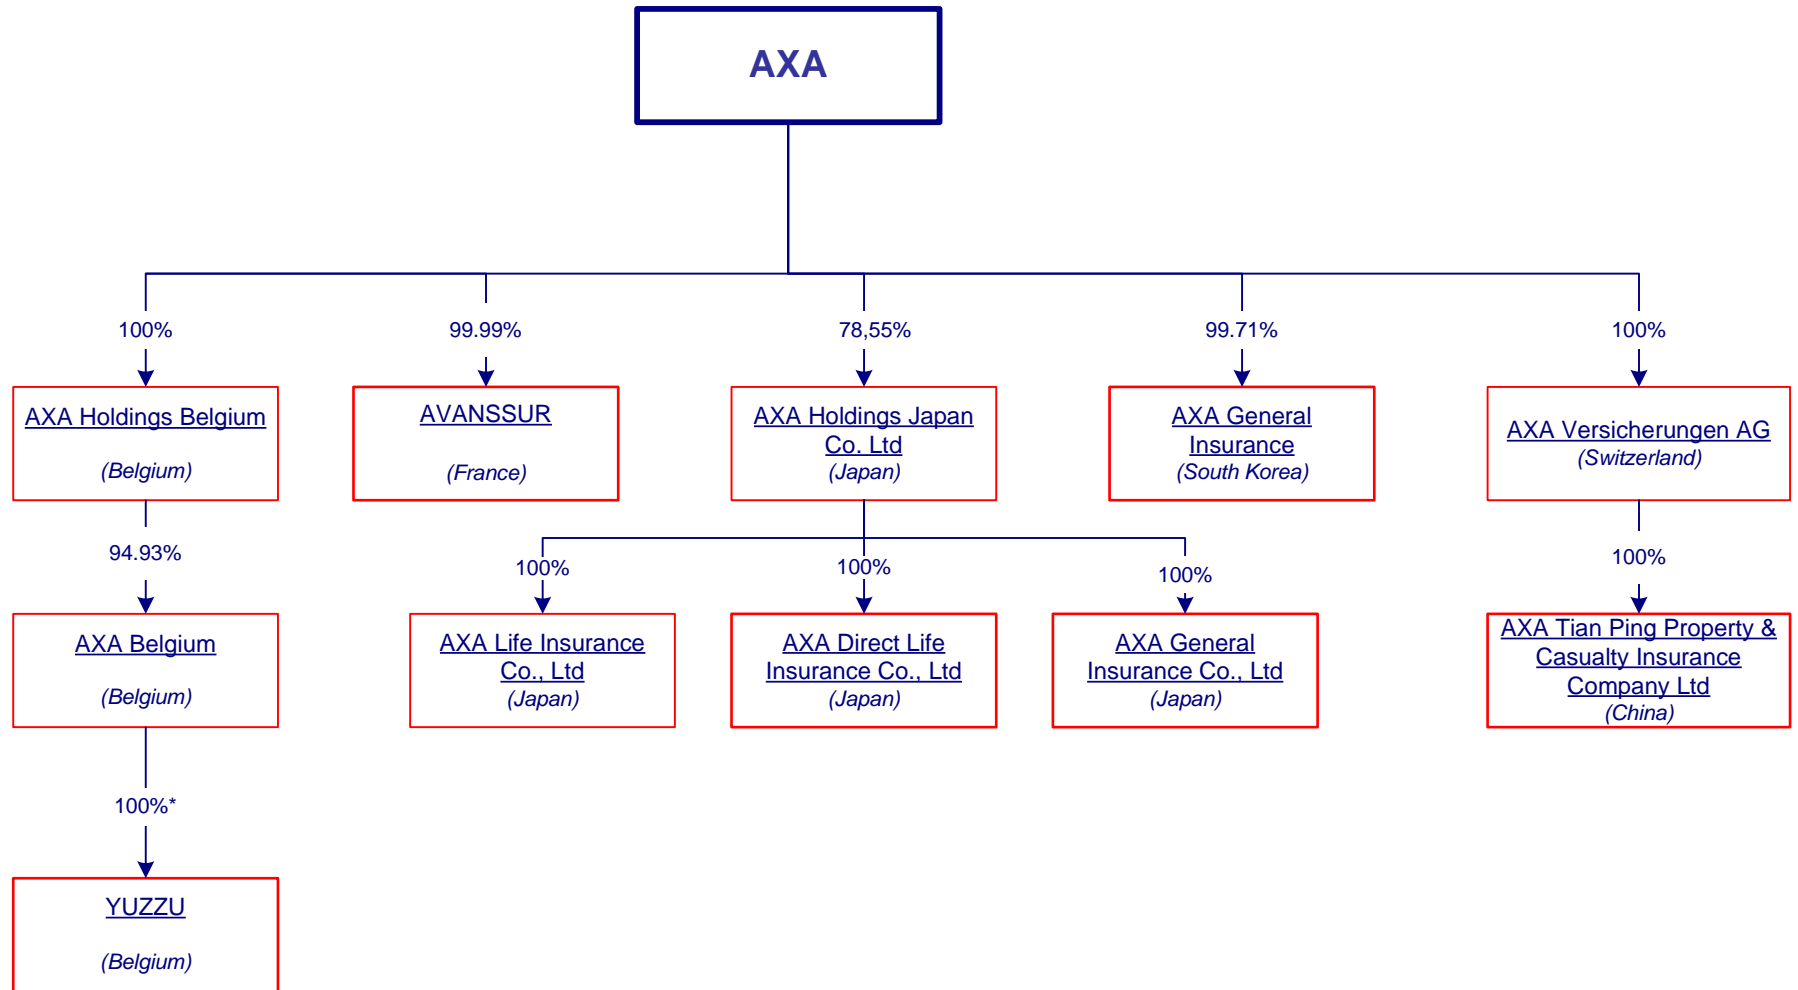 AXA
100%
99.99%
78,55%
99.71%
100%
AXA Holdings Belgium
(Belgium)
AVANSSUR
(France)
AXA Holdings Japan
Co. Ltd
(Japan)
AXA General
Insurance
(South Korea)
AXA Versicherungen AG
(Switzerland)
94.93%
100%
100%
100%
100%
AXA Belgium
(Belgium)
AXA Life Insurance
Co., Ltd
(Japan)
AXA Direct Life
Insurance Co., Ltd
(Japan)
AXA General
Insurance Co., Ltd
(Japan)
AXA Tian Ping Property &
Casualty Insurance
Company Ltd
(China)
100%*
YUZZU
(Belgium)